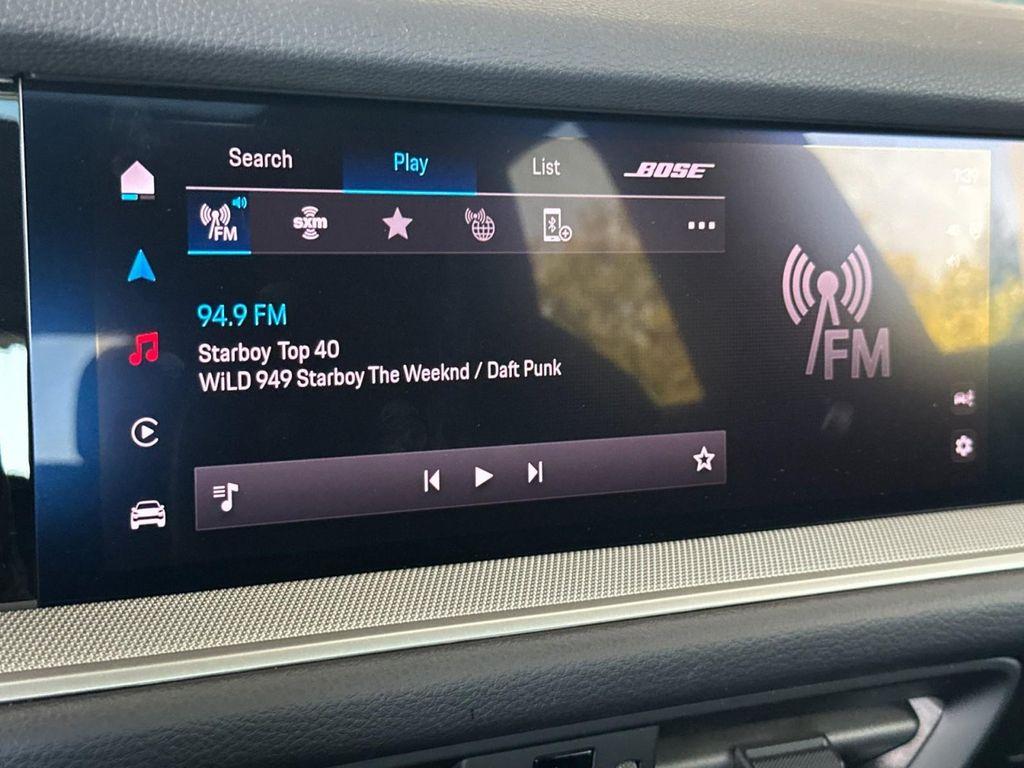 Search Play List BOSE
FM sxm
94.9 FM
Starboy Top 40
WiLD 949 Starboy The Weeknd / Daft Punk
FM